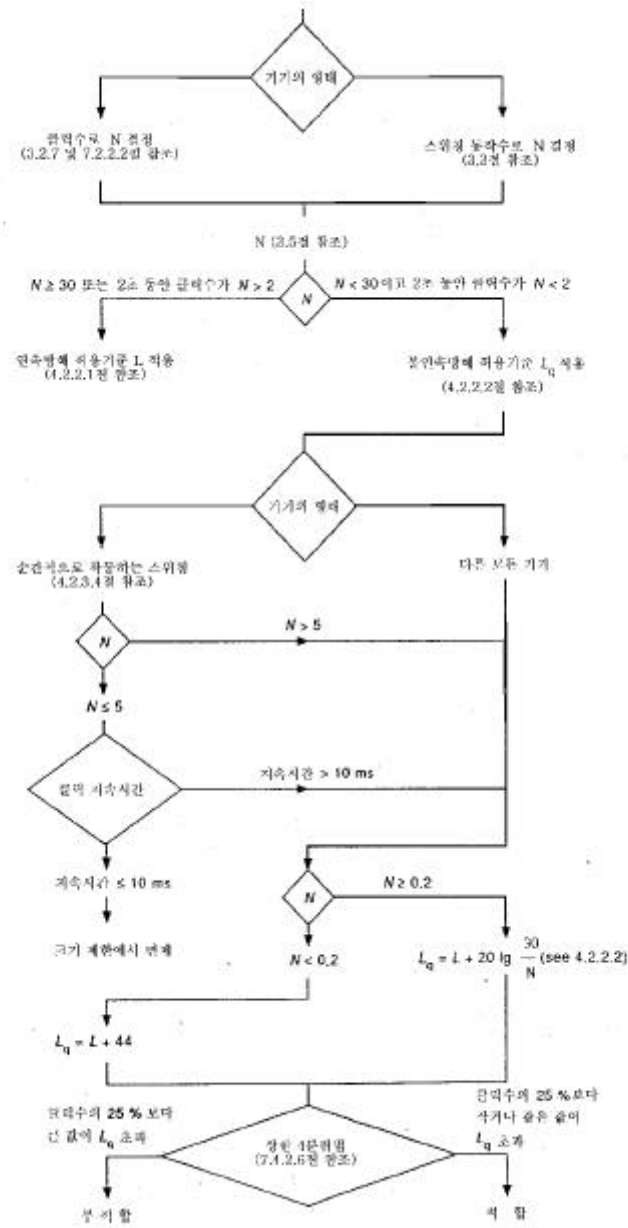 기기의 형태
클릭수로 N 결정
(3.2.7 및 7.2.2.2절 참조)
스위칭 동작수로 N 결정
(3.3절 참조)
N (3.5절 참조)
N ≥ 30 또는 2초 동안 클릭수가 N > 2
N
N < 30 이고 2초 동안 클릭수가 N < 2
연속방해 허용기준 L 적용
(4.2.2.1절 참조)
불연속방해 허용기준 Lq 적용
(4.2.2.2절 참조)
기기의 형태
순간적으로 작동하는 스위칭
(4.2.3.4절 참조)
다른 모든 기기
N
N > 5
N ≤ 5
클릭 지속시간
지속시간 > 10 ms
지속시간 ≤ 10 ms
크기 제한에서 면제
N
N ≥ 0.2
N < 0.2
Lq = L + 20 lg 30/N (see 4.2.2.2)
Lq = L + 44
클릭수의 25 % 보다
큰 값이 Lq 초과
클릭수의 25 %보다
작거나 같은 값이
Lq 초과
상한 4분위법
(7.4.2.6절 참조)
부적합
적 합